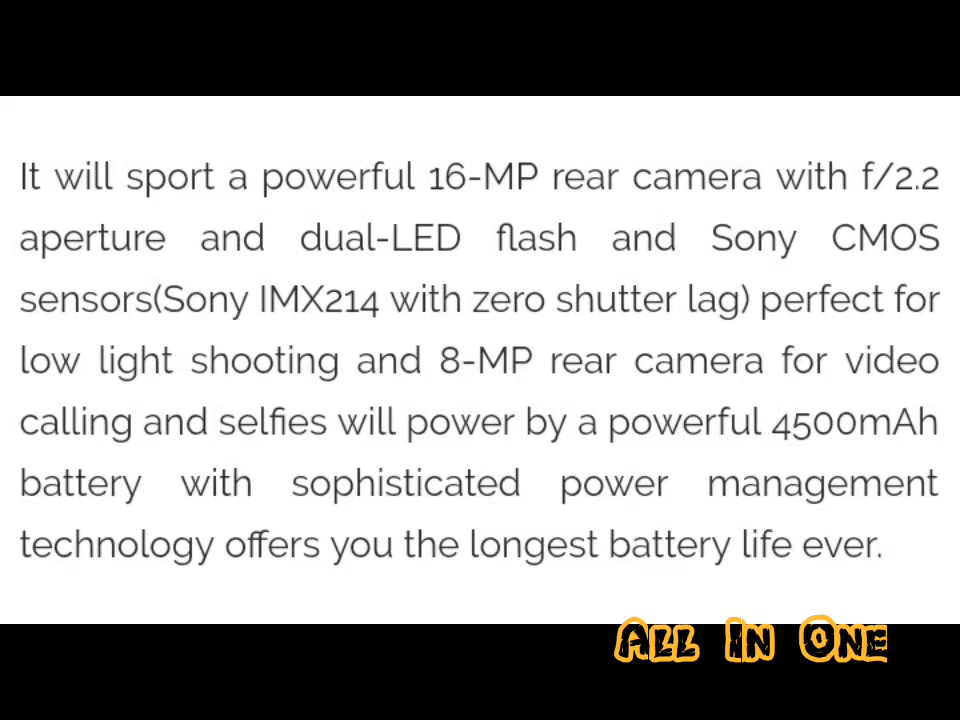 It will sport a powerful 16-MP rear camera with f/2.2
aperture and dual-LED flash and Sony CMOS
sensors(Sony IMX214 with zero shutter lag) perfect for
low light shooting and 8-MP rear camera for video
calling and selfies will power by a powerful 4500mAh
battery with sophisticated power management
technology offers you the longest battery life ever.
ALL IN ONE